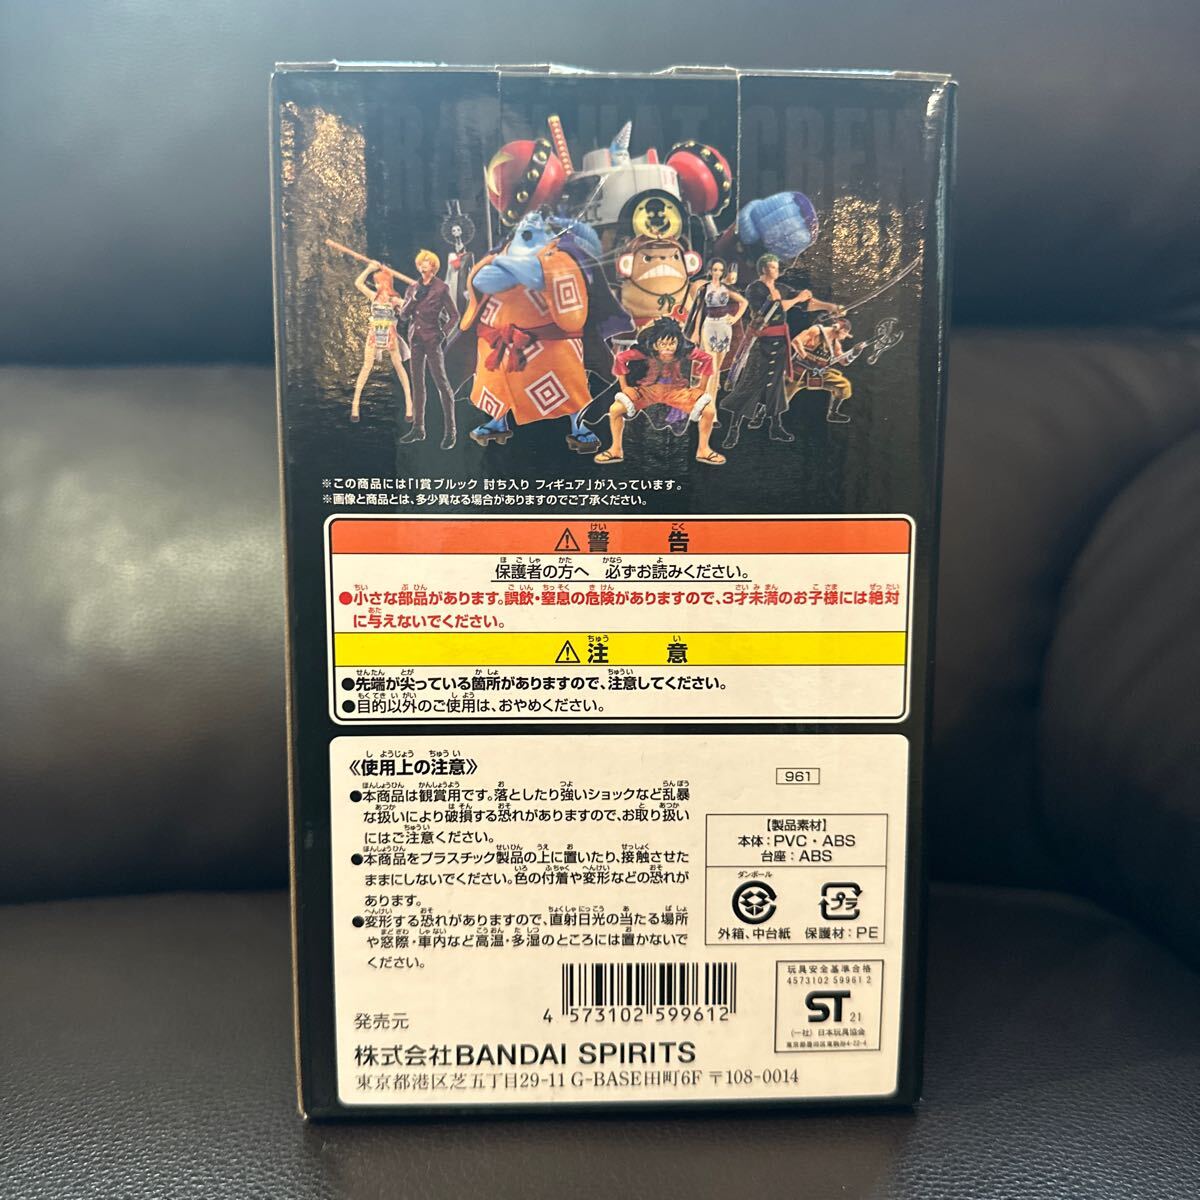 STRAW HAT CREW
※この商品には「I賞ブルック 討ち入り フィギュア」が入っています。
※画像と商品とは、多少異なる場合がありますのでご了承ください。
⚠警告
保護者の方へ 必ずお読みください。
●小さな部品があります。誤飲・窒息の危険がありますので、3才未満のお子様には絶対
に与えないでください。
⚠注意
●先端が尖っている箇所がありますので、注意してください。
●目的以外のご使用は、おやめください。
《使用上の注意》
●本商品は観賞用です。落としたり強いショックなど乱暴
な扱いにより破損する恐れがありますので、お取り扱い
にはご注意ください。
●本商品をプラスチック製品の上に置いたり、接触させた
ままにしないでください。色の付着や変形などの恐れが
あります。
●変形する恐れがありますので、直射日光の当たる場所
や窓際・車内など高温・多湿のところには置かないで
ください。
961
【製品素材】
本体:PVC・ABS
台座:ABS
ダンボール
プラ
外箱、中台紙 保護材:PE
4 573102 599612
玩具安全基準合格
4573102 59961 2
ST 21
(一社)日本玩具協会
東京都墨田区東駒形4-22-4
発売元
株式会社BANDAI SPIRITS
東京都港区芝五丁目29-11 G-BASE田町6F 〒108-0014